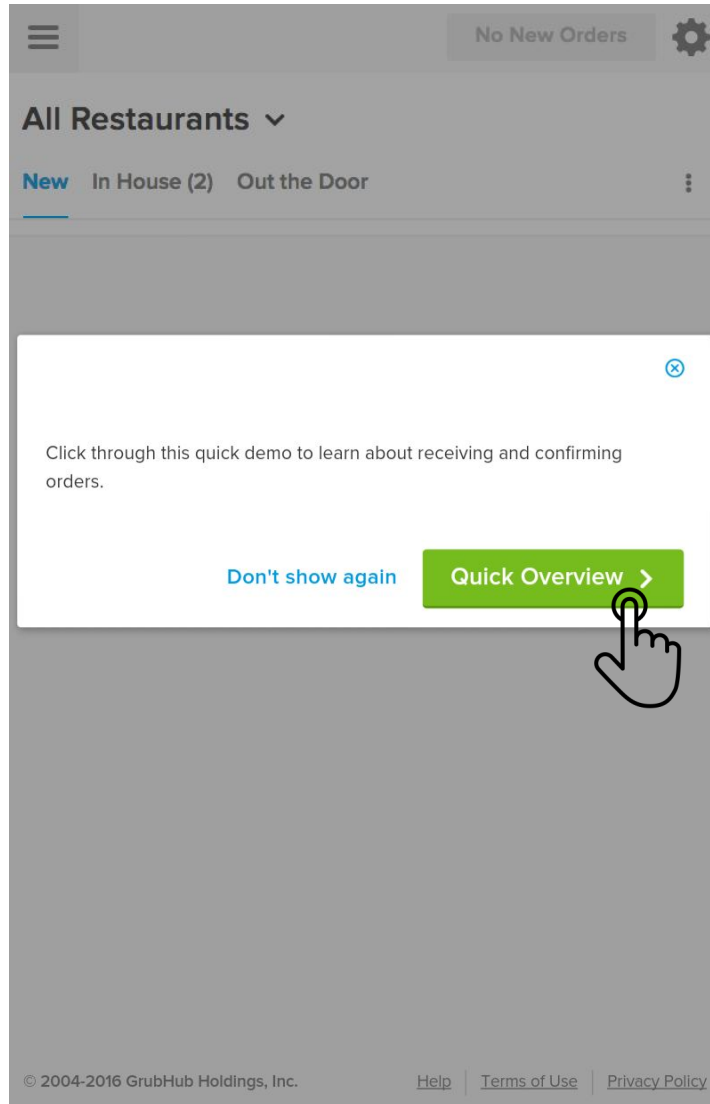 No New Orders
All Restaurants
New In House (2) Out the Door
Click through this quick demo to learn about receiving and confirming
orders.
Don't show again Quick Overview
© 2004-2016 GrubHub Holdings, Inc. Help Terms of Use Privacy Policy